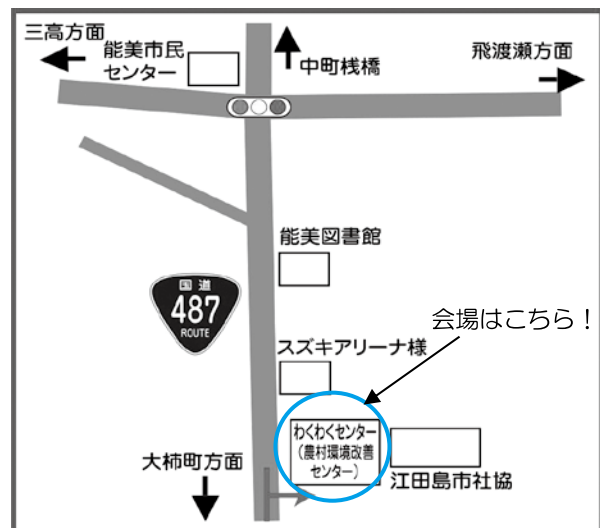 三高方面
能美市民
センター
中町桟橋
飛渡瀬方面
能美図書館
国道
487
ROUTE
会場はこちら！
スズキアリーナ様
わくわくセンター
（農村環境改善
センター）
大柿町方面
江田島市社協